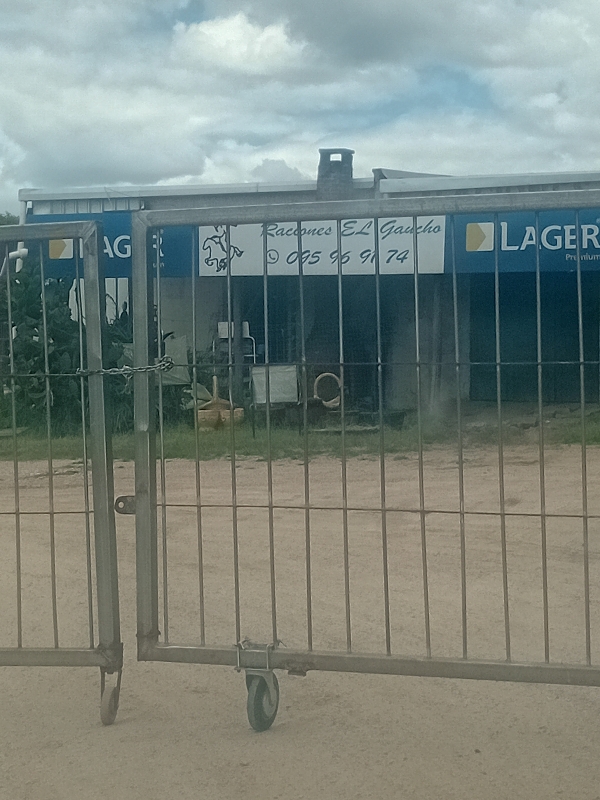 LAGER
Raciones EL Gaucho
095 96 91 74
LAGER
Premium